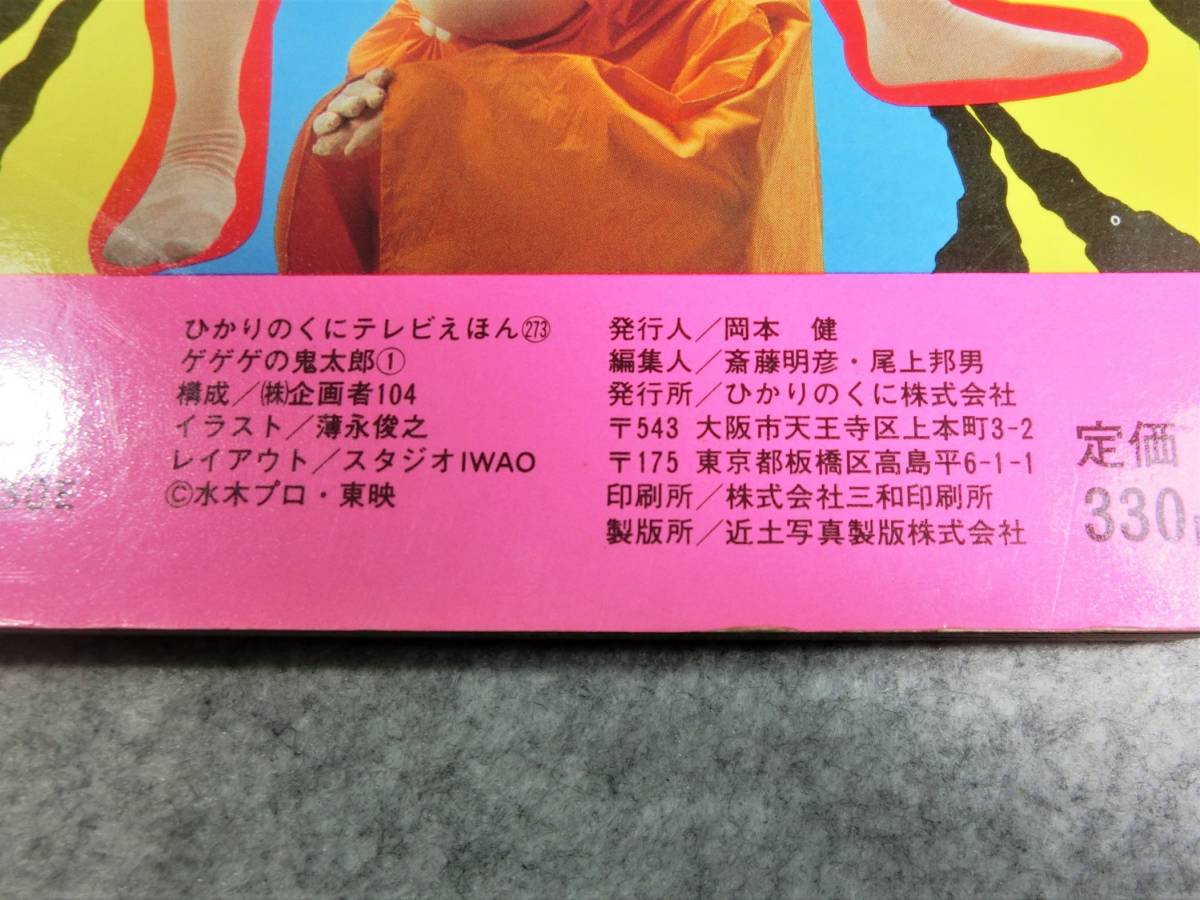 ひかりのくにテレビえほん㉗³
ゲゲゲの鬼太郎①
構成/㈱企画者104
イラスト/薄永俊之
レイアウト/スタジオIWAO
©水木プロ・東映
発行人/岡本 健
編集人/斎藤明彦・尾上邦男
発行所/ひかりのくに株式会社
〒543 大阪市天王寺区上本町3-2
〒175 東京都板橋区高島平6-1-1
印刷所/株式会社三和印刷所
製版所/近土写真製版株式会社
定価
330